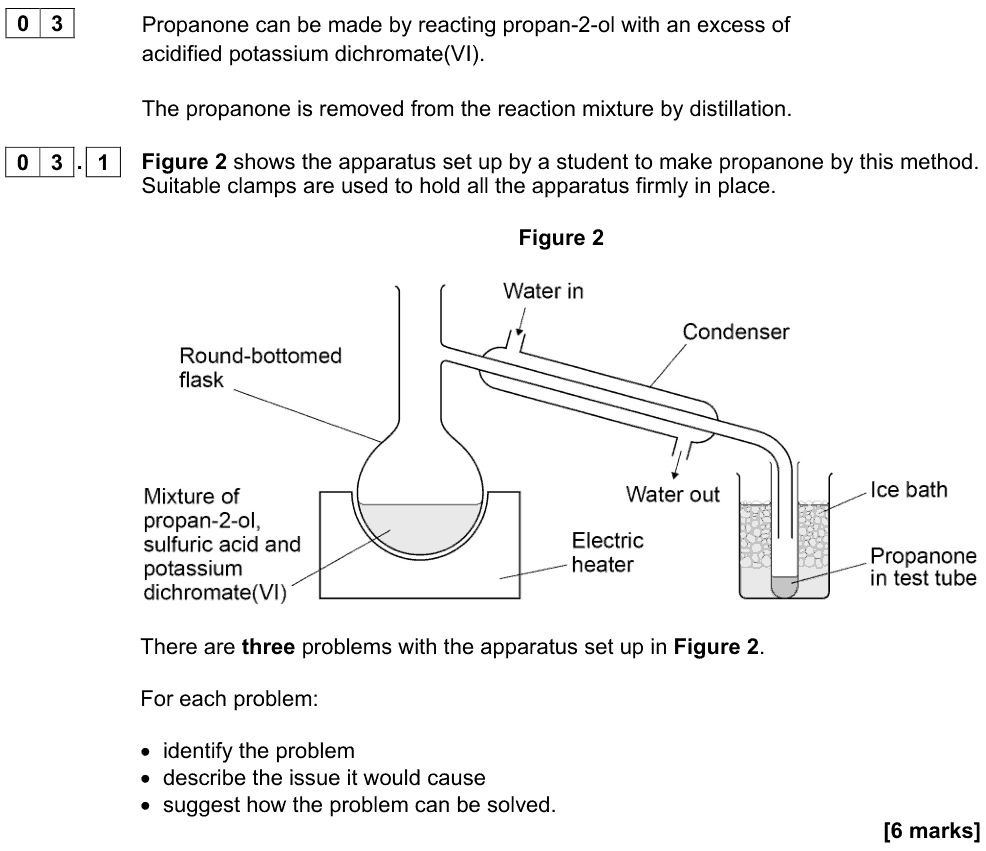 0 3 Propanone can be made by reacting propan-2-ol with an excess of
acidified potassium dichromate(VI).
The propanone is removed from the reaction mixture by distillation.
0 3 . 1 Figure 2 shows the apparatus set up by a student to make propanone by this method.
Suitable clamps are used to hold all the apparatus firmly in place.
Figure 2
Water in
Condenser
Round-bottomed
flask
Water out
Ice bath
Mixture of
propan-2-ol,
sulfuric acid and
potassium
dichromate(VI)
Electric
heater
Propanone
in test tube
There are three problems with the apparatus set up in Figure 2.
For each problem:
• identify the problem
• describe the issue it would cause
• suggest how the problem can be solved.
[6 marks]